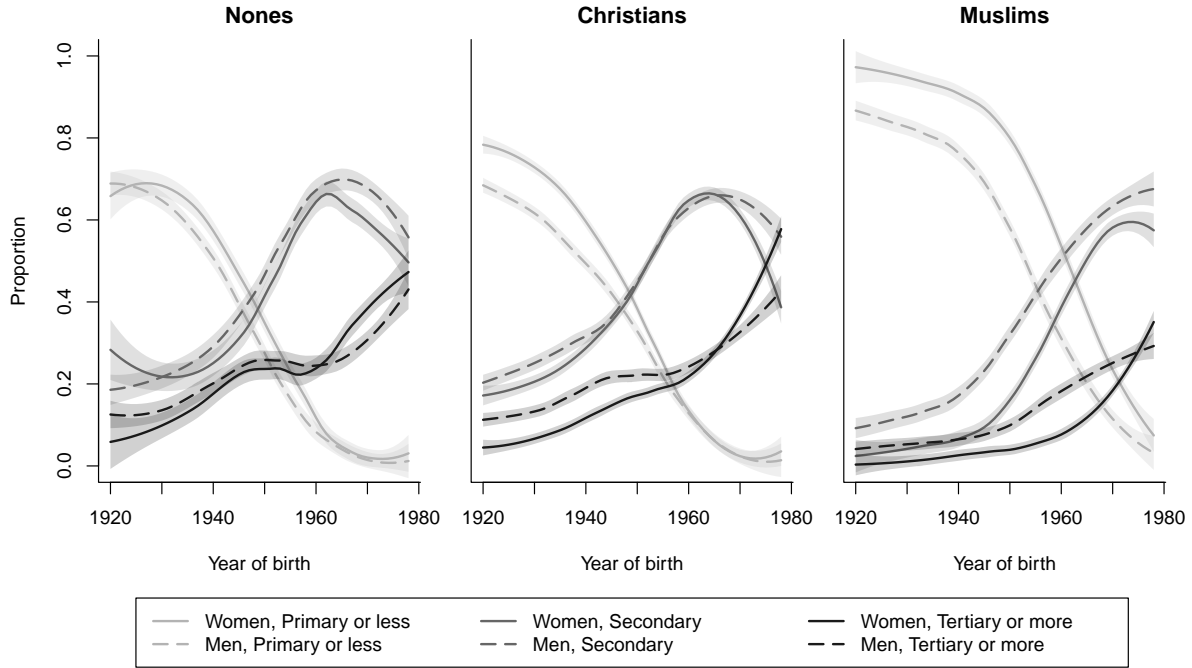 Nones Christians Muslims
Proportion
1.0
0.8
0.6
0.4
0.2
0.0
1920 1940 1960 1980 1920 1940 1960 1980 1920 1940 1960 1980
Year of birth Year of birth Year of birth
Women, Primary or less Women, Secondary Women, Tertiary or more
Men, Primary or less Men, Secondary Men, Tertiary or more